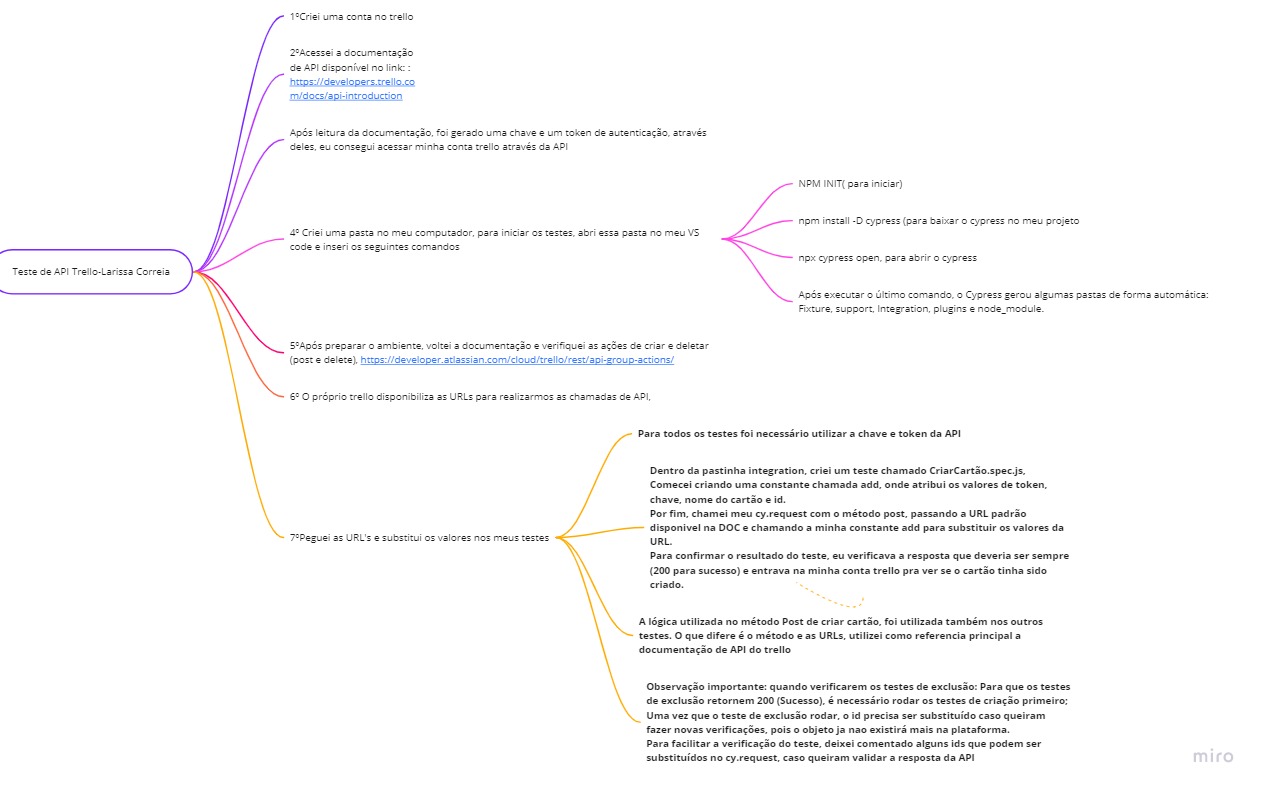 Teste de API Trello-Larissa Correia
1ºCriei uma conta no trello
2ºAcessei a documentação
de API disponível no link: :
https://developers.trello.co
m/docs/api-introduction
Após leitura da documentação, foi gerado uma chave e um token de autenticação, através
deles, eu consegui acessar minha conta trello através da API
4º Criei uma pasta no meu computador, para iniciar os testes, abri essa pasta no meu VS
code e inseri os seguintes comandos
NPM INIT( para iniciar)
npm install -D cypress (para baixar o cypress no meu projeto
npx cypress open, para abrir o cypress
Após executar o último comando, o Cypress gerou algumas pastas de forma automática:
Fixture, support, Integration, plugins e node_module.
5ºApós preparar o ambiente, voltei a documentação e verifiquei as ações de criar e deletar
(post e delete), https://developer.atlassian.com/cloud/trello/rest/api-group-actions/
6º O próprio trello disponibiliza as URLs para realizarmos as chamadas de API,
7ºPeguei as URL's e substitui os valores nos meus testes
Para todos os testes foi necessário utilizar a chave e token da API
Dentro da pastinha integration, criei um teste chamado CriarCartão.spec.js,
Comecei criando uma constante chamada add, onde atribui os valores de token,
chave, nome do cartão e id.
Por fim, chamei meu cy.request com o método post, passando a URL padrão
disponivel na DOC e chamando a minha constante add para substituir os valores da
URL.
Para confirmar o resultado do teste, eu verificava a resposta que deveria ser sempre
(200 para sucesso) e entrava na minha conta trello pra ver se o cartão tinha sido
criado.
A lógica utilizada no método Post de criar cartão, foi utilizada também nos outros
testes. O que difere é o método e as URLs, utilizei como referencia principal a
documentação de API do trello
Observação importante: quando verificarem os testes de exclusão: Para que os testes
de exclusão retornem 200 (Sucesso), é necessário rodar os testes de criação primeiro;
Uma vez que o teste de exclusão rodar, o id precisa ser substituído caso queiram
fazer novas verificações, pois o objeto ja nao existirá mais na plataforma.
Para facilitar a verificação do teste, deixei comentado alguns ids que podem ser
substituídos no cy.request, caso queiram validar a resposta da API
miro